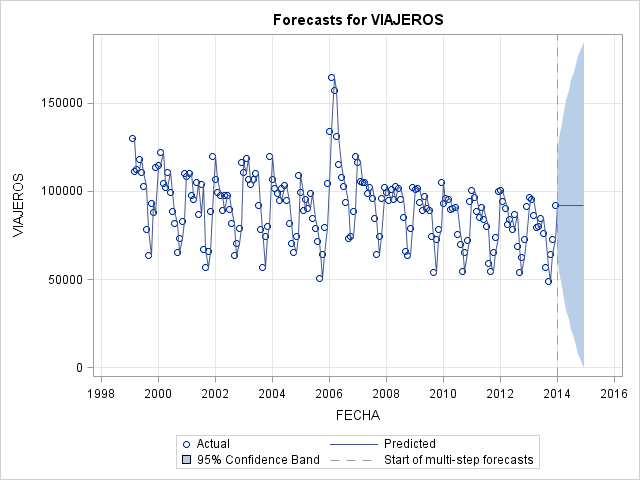 Forecasts for VIAJEROS
150000
100000
50000
0
VIAJEROS
1998 2000 2002 2004 2006 2008 2010 2012 2014 2016
FECHA
Actual Predicted
95% Confidence Band Start of multi-step forecasts